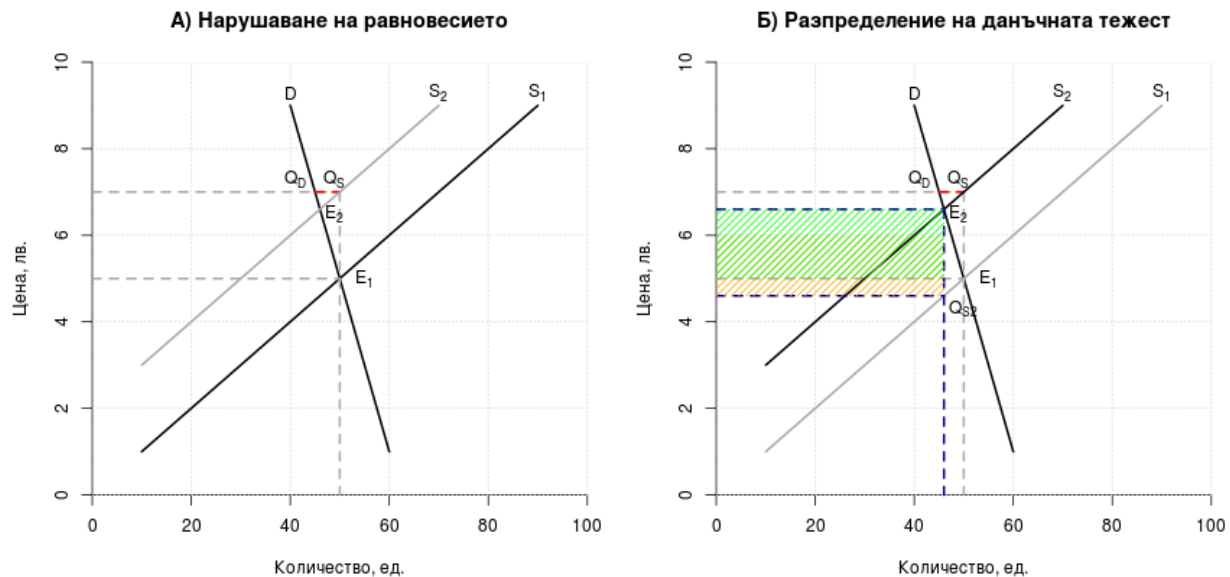 А) Нарушаване на равновесието
Цена, лв.
10
8
6
4
2
0
D
S2
S1
QD
QS
E2
E1
0
20
40
60
80
100
Количество, ед.
Б) Разпределение на данъчната тежест
Цена, лв.
10
8
6
4
2
0
D
S2
S1
QD
QS
E2
E1
QS2
0
20
40
60
80
100
Количество, ед.